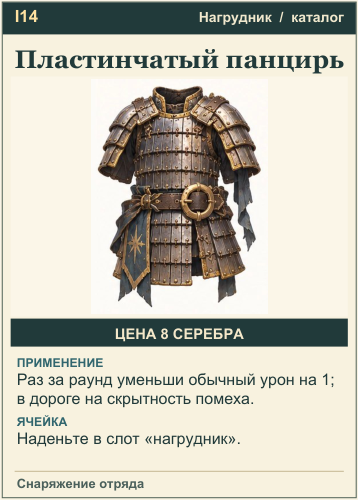 I14
Нагрудник / каталог
Пластинчатый панцирь
ЦЕНА 8 СЕРЕБРА
ПРИМЕНЕНИЕ
Раз за раунд уменьши обычный урон на 1;
в дороге на скрытность помеха.
ЯЧЕЙКА
Наденьте в слот «нагрудник».
Снаряжение отряда